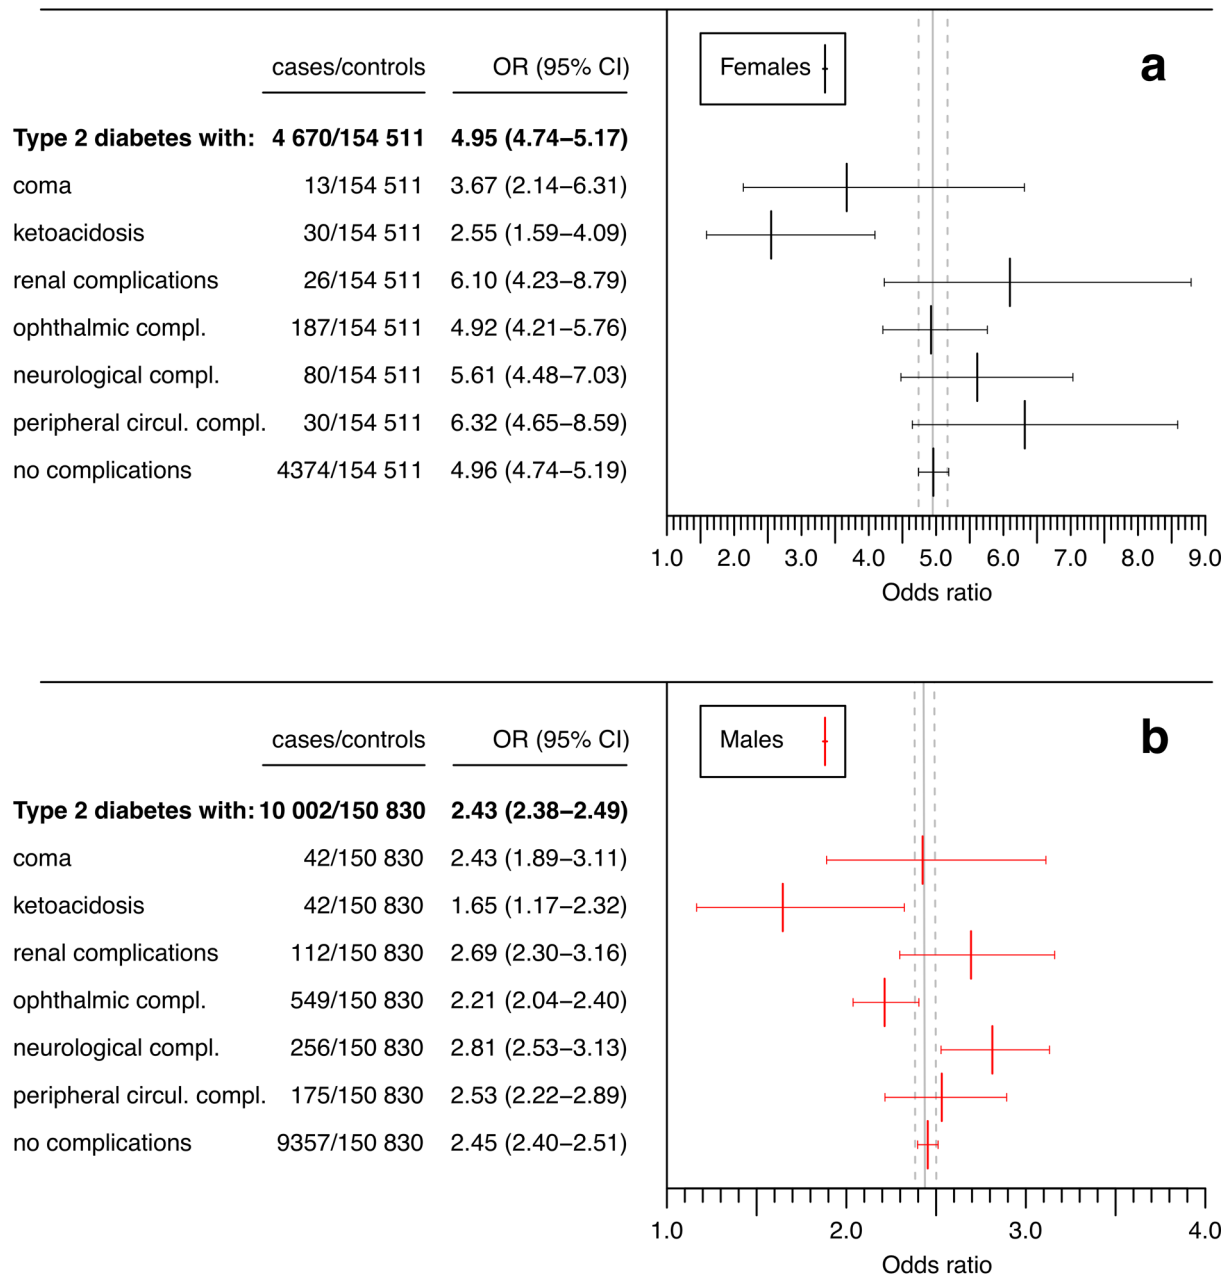 cases/controls OR (95% CI) Females a
Type 2 diabetes with: 4 670/154 511 4.95 (4.74–5.17)
coma 13/154 511 3.67 (2.14–6.31)
ketoacidosis 30/154 511 2.55 (1.59–4.09)
renal complications 26/154 511 6.10 (4.23–8.79)
ophthalmic compl. 187/154 511 4.92 (4.21–5.76)
neurological compl. 80/154 511 5.61 (4.48–7.03)
peripheral circul. compl. 30/154 511 6.32 (4.65–8.59)
no complications 4374/154 511 4.96 (4.74–5.19)
1.0 2.0 3.0 4.0 5.0 6.0 7.0 8.0 9.0
Odds ratio
cases/controls OR (95% CI) Males b
Type 2 diabetes with: 10 002/150 830 2.43 (2.38–2.49)
coma 42/150 830 2.43 (1.89–3.11)
ketoacidosis 42/150 830 1.65 (1.17–2.32)
renal complications 112/150 830 2.69 (2.30–3.16)
ophthalmic compl. 549/150 830 2.21 (2.04–2.40)
neurological compl. 256/150 830 2.81 (2.53–3.13)
peripheral circul. compl. 175/150 830 2.53 (2.22–2.89)
no complications 9357/150 830 2.45 (2.40–2.51)
1.0 2.0 3.0 4.0
Odds ratio